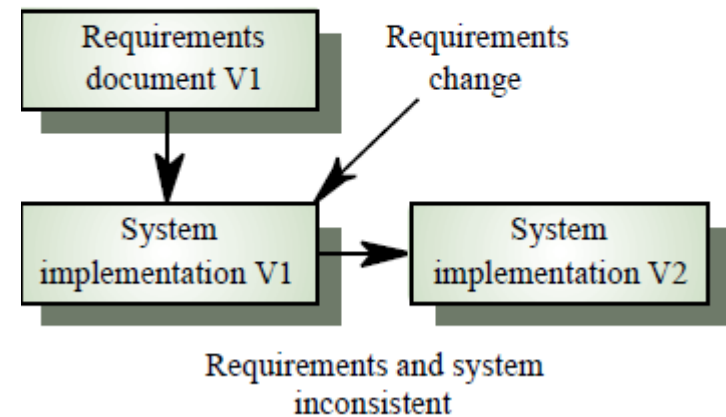 Requirements
document V1
Requirements
change
System
implementation V1
System
implementation V2
Requirements and system
inconsistent